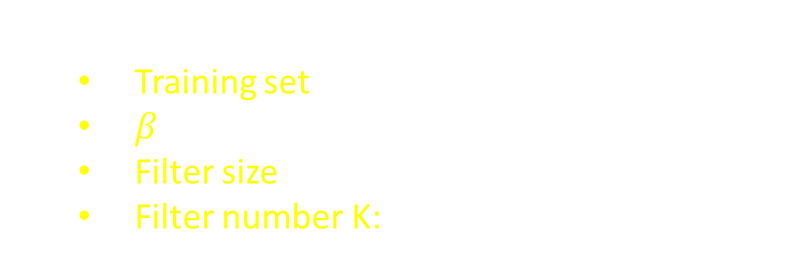 • Training set
• β
• Filter size
• Filter number K: